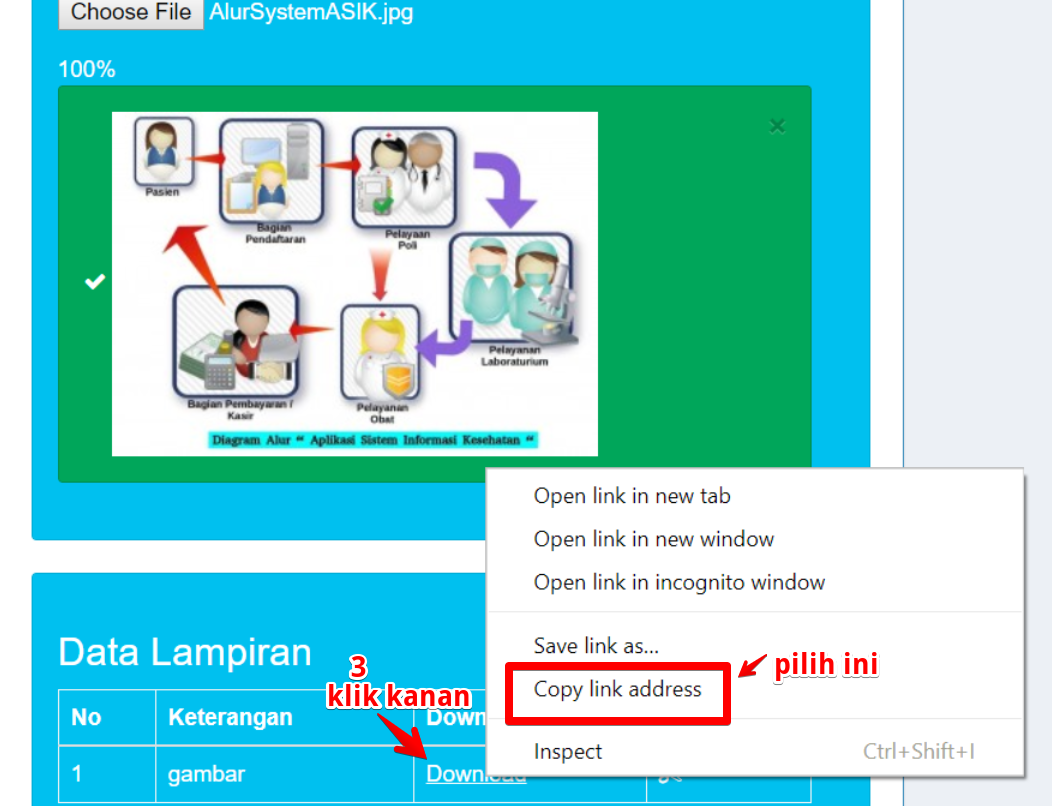 Choose File AlurSystemASIK.jpg
100%
Pasien
Bagian
Pendaftaran
Pelayaan
Poli
Pelayanan
Laboraturium
Bagian Pembayaran /
Kasir
Pelayanan
Obat
Diagram Alur “ Aplikasi Sistem Informasi Kesehatan “
Open link in new tab
Open link in new window
Open link in incognito window
Save link as...
Copy link address
pilih ini
Inspect Ctrl+Shift+I
Data Lampiran
3
klik kanan
No Keterangan Down
1 gambar Download